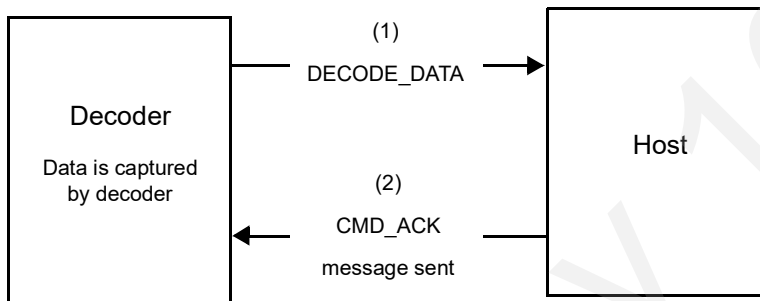 Decoder
Data is captured
by decoder
(1)
DECODE_DATA
(2)
CMD_ACK
message sent
Host